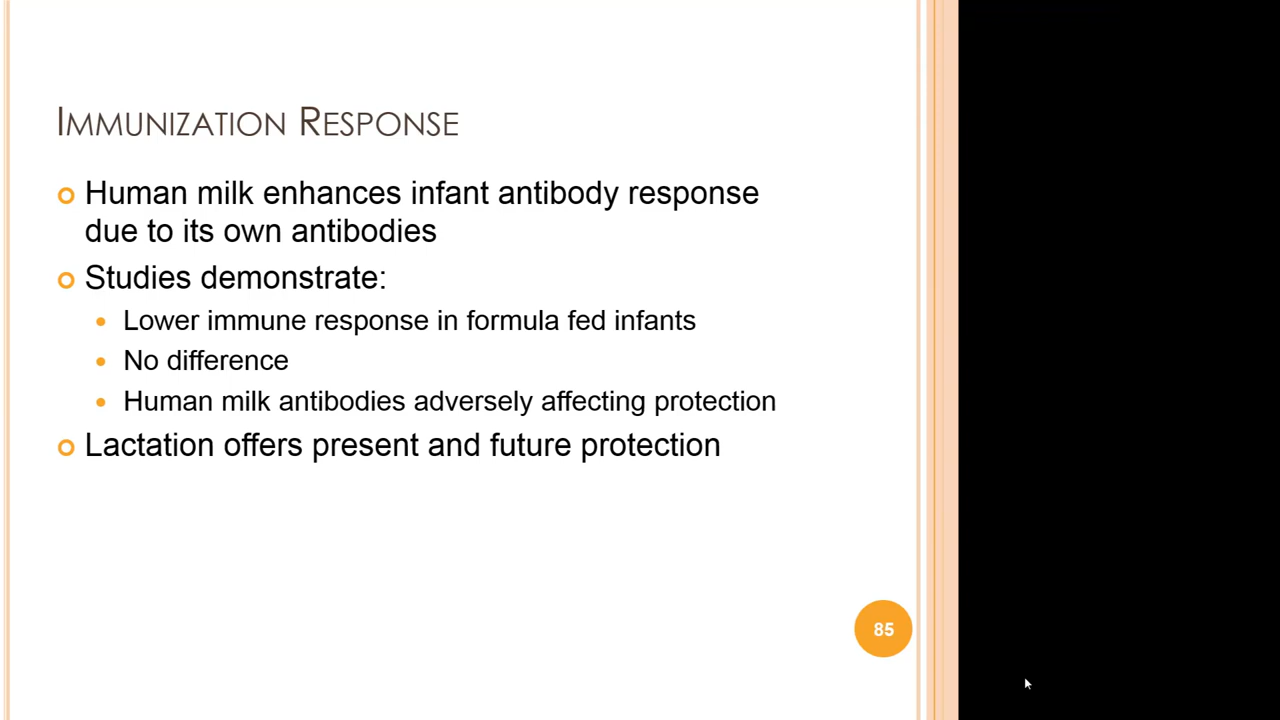 Immunization Response
Human milk enhances infant antibody response
due to its own antibodies
Studies demonstrate:
Lower immune response in formula fed infants
No difference
Human milk antibodies adversely affecting protection
Lactation offers present and future protection
85